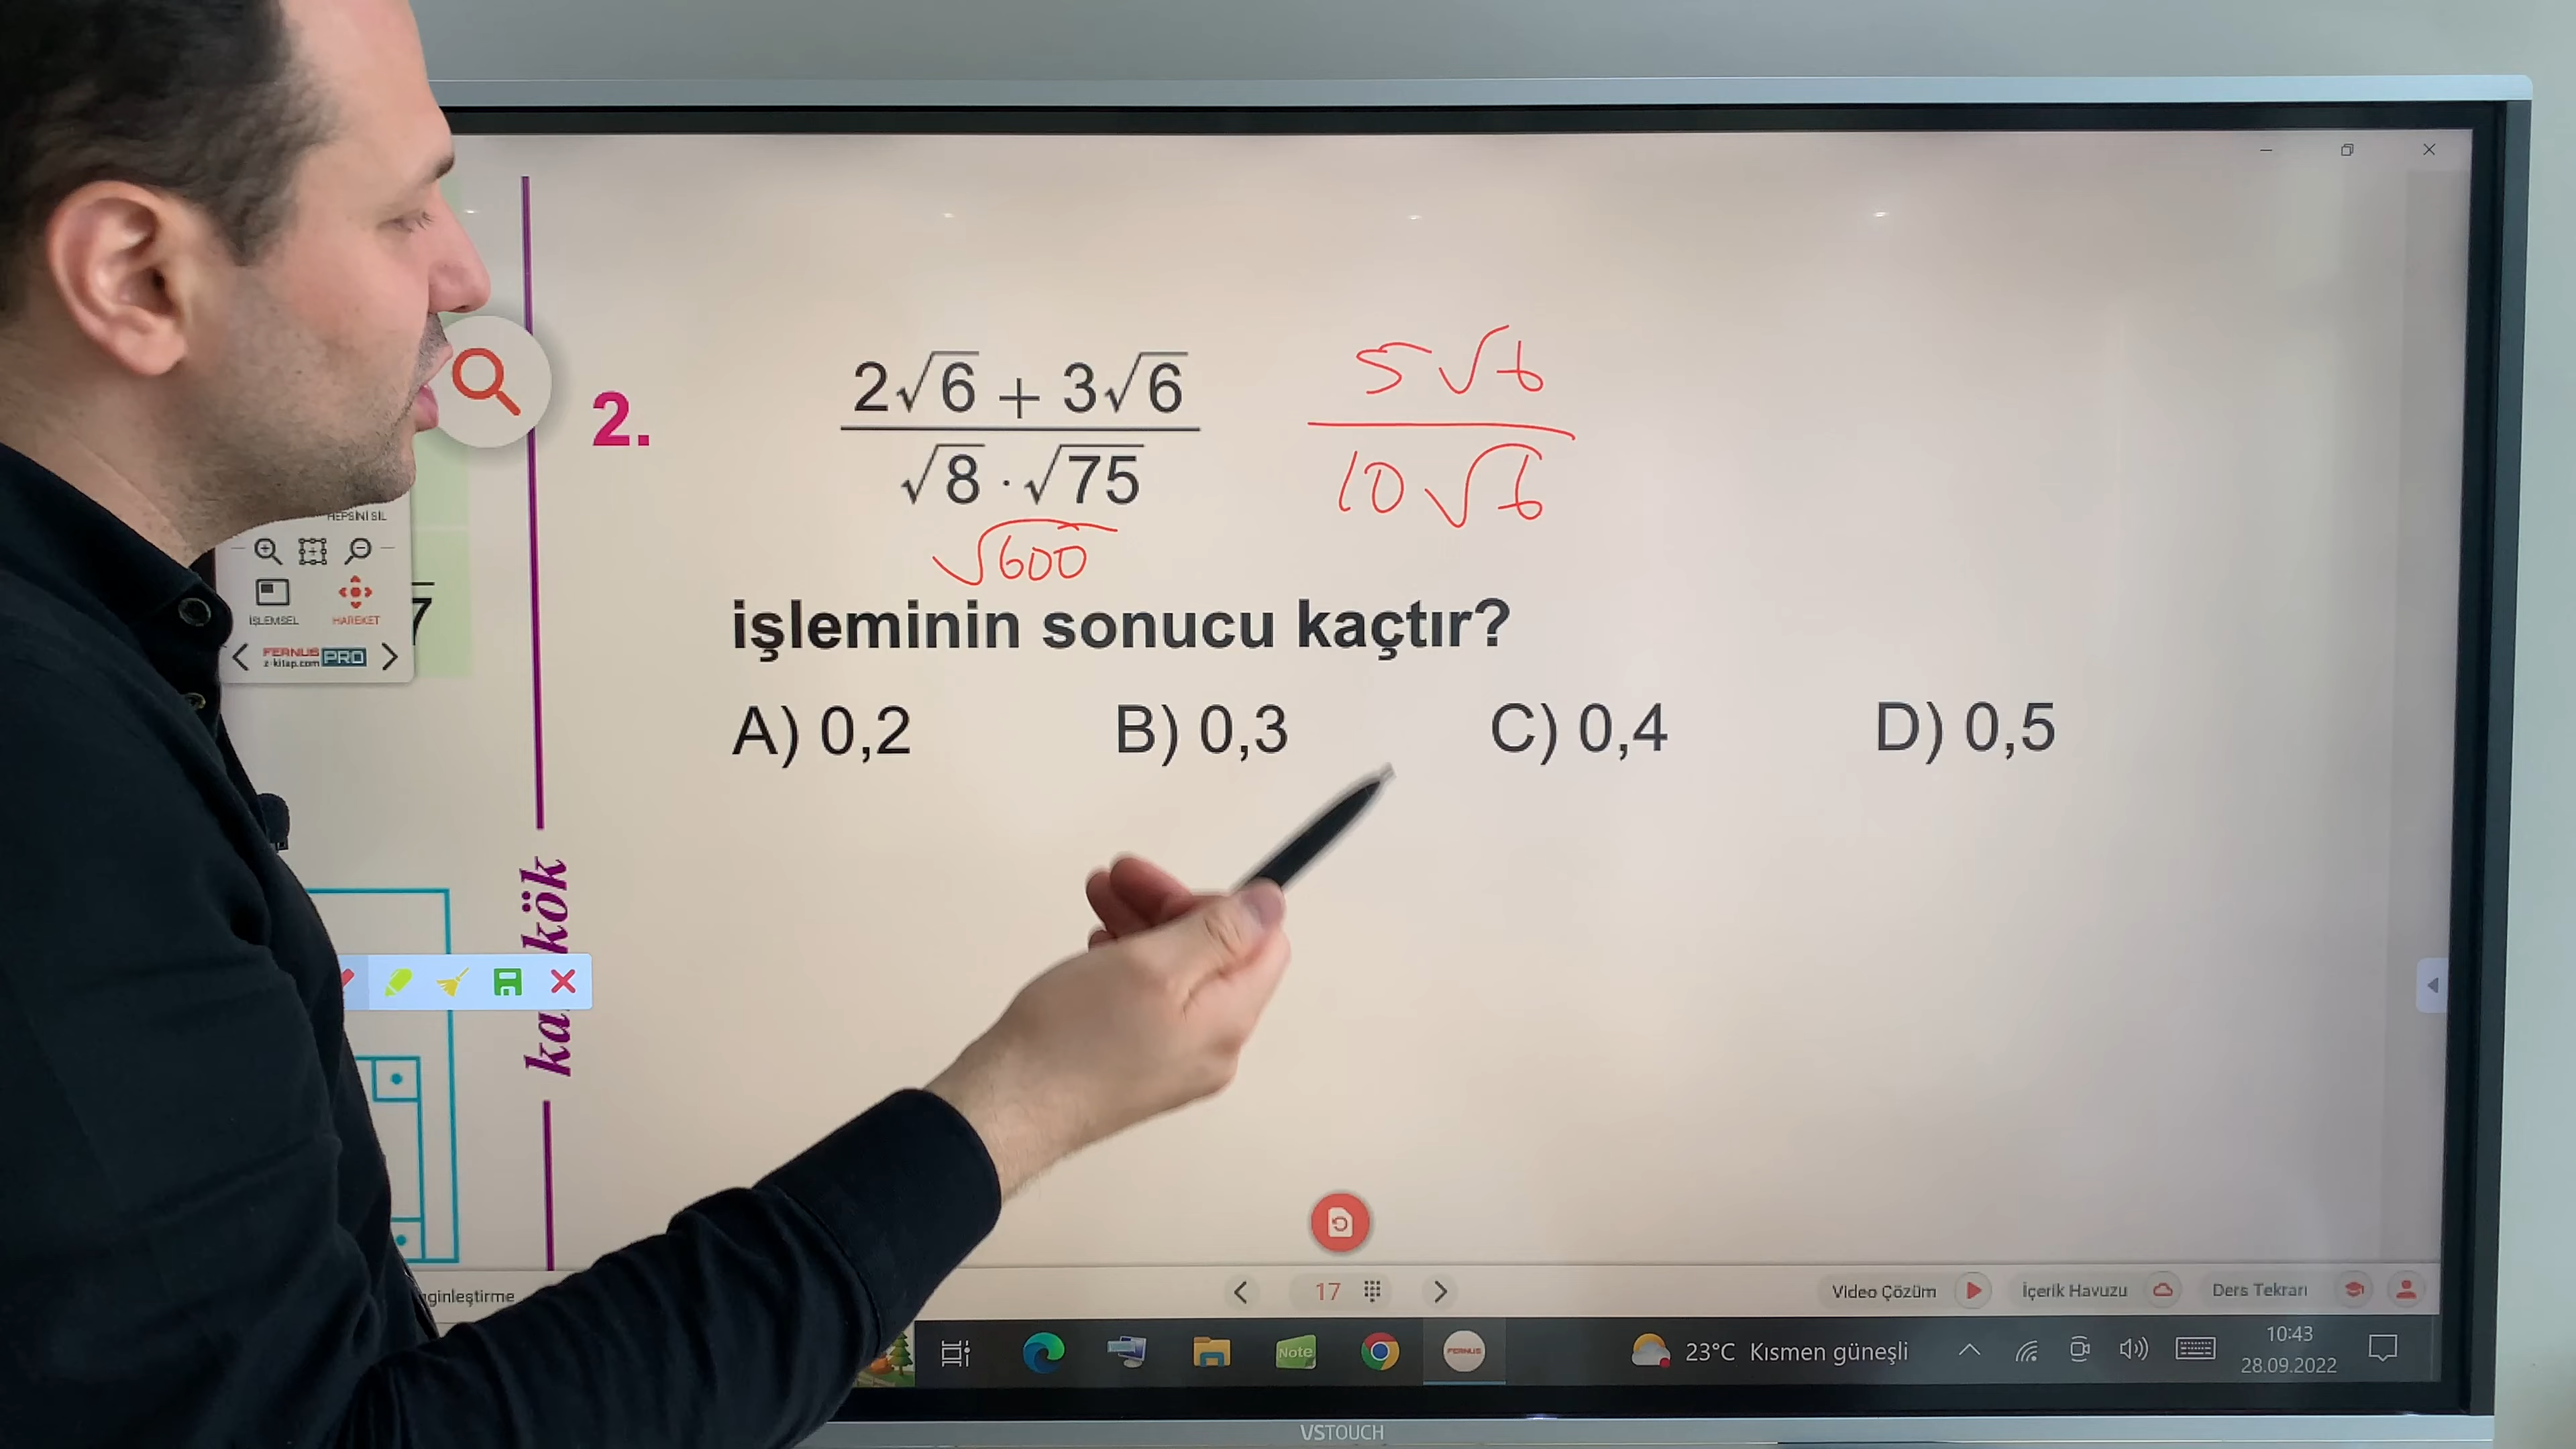 2.
2√6 + 3√6
√8 · √75
5√6
10√6
√600
işleminin sonucu kaçtır?
A) 0,2 B) 0,3 C) 0,4 D) 0,5
HEPSİNİ SİL
İŞLEMSEL HAREKET
FERNUS
z-kitap.com PRO
7
kök
17
Video Çözüm İçerik Havuzu Ders Tekrarı
Note
FERNUS
23°C Kısmen güneşli
10:43
28.09.2022
VSTOUCH